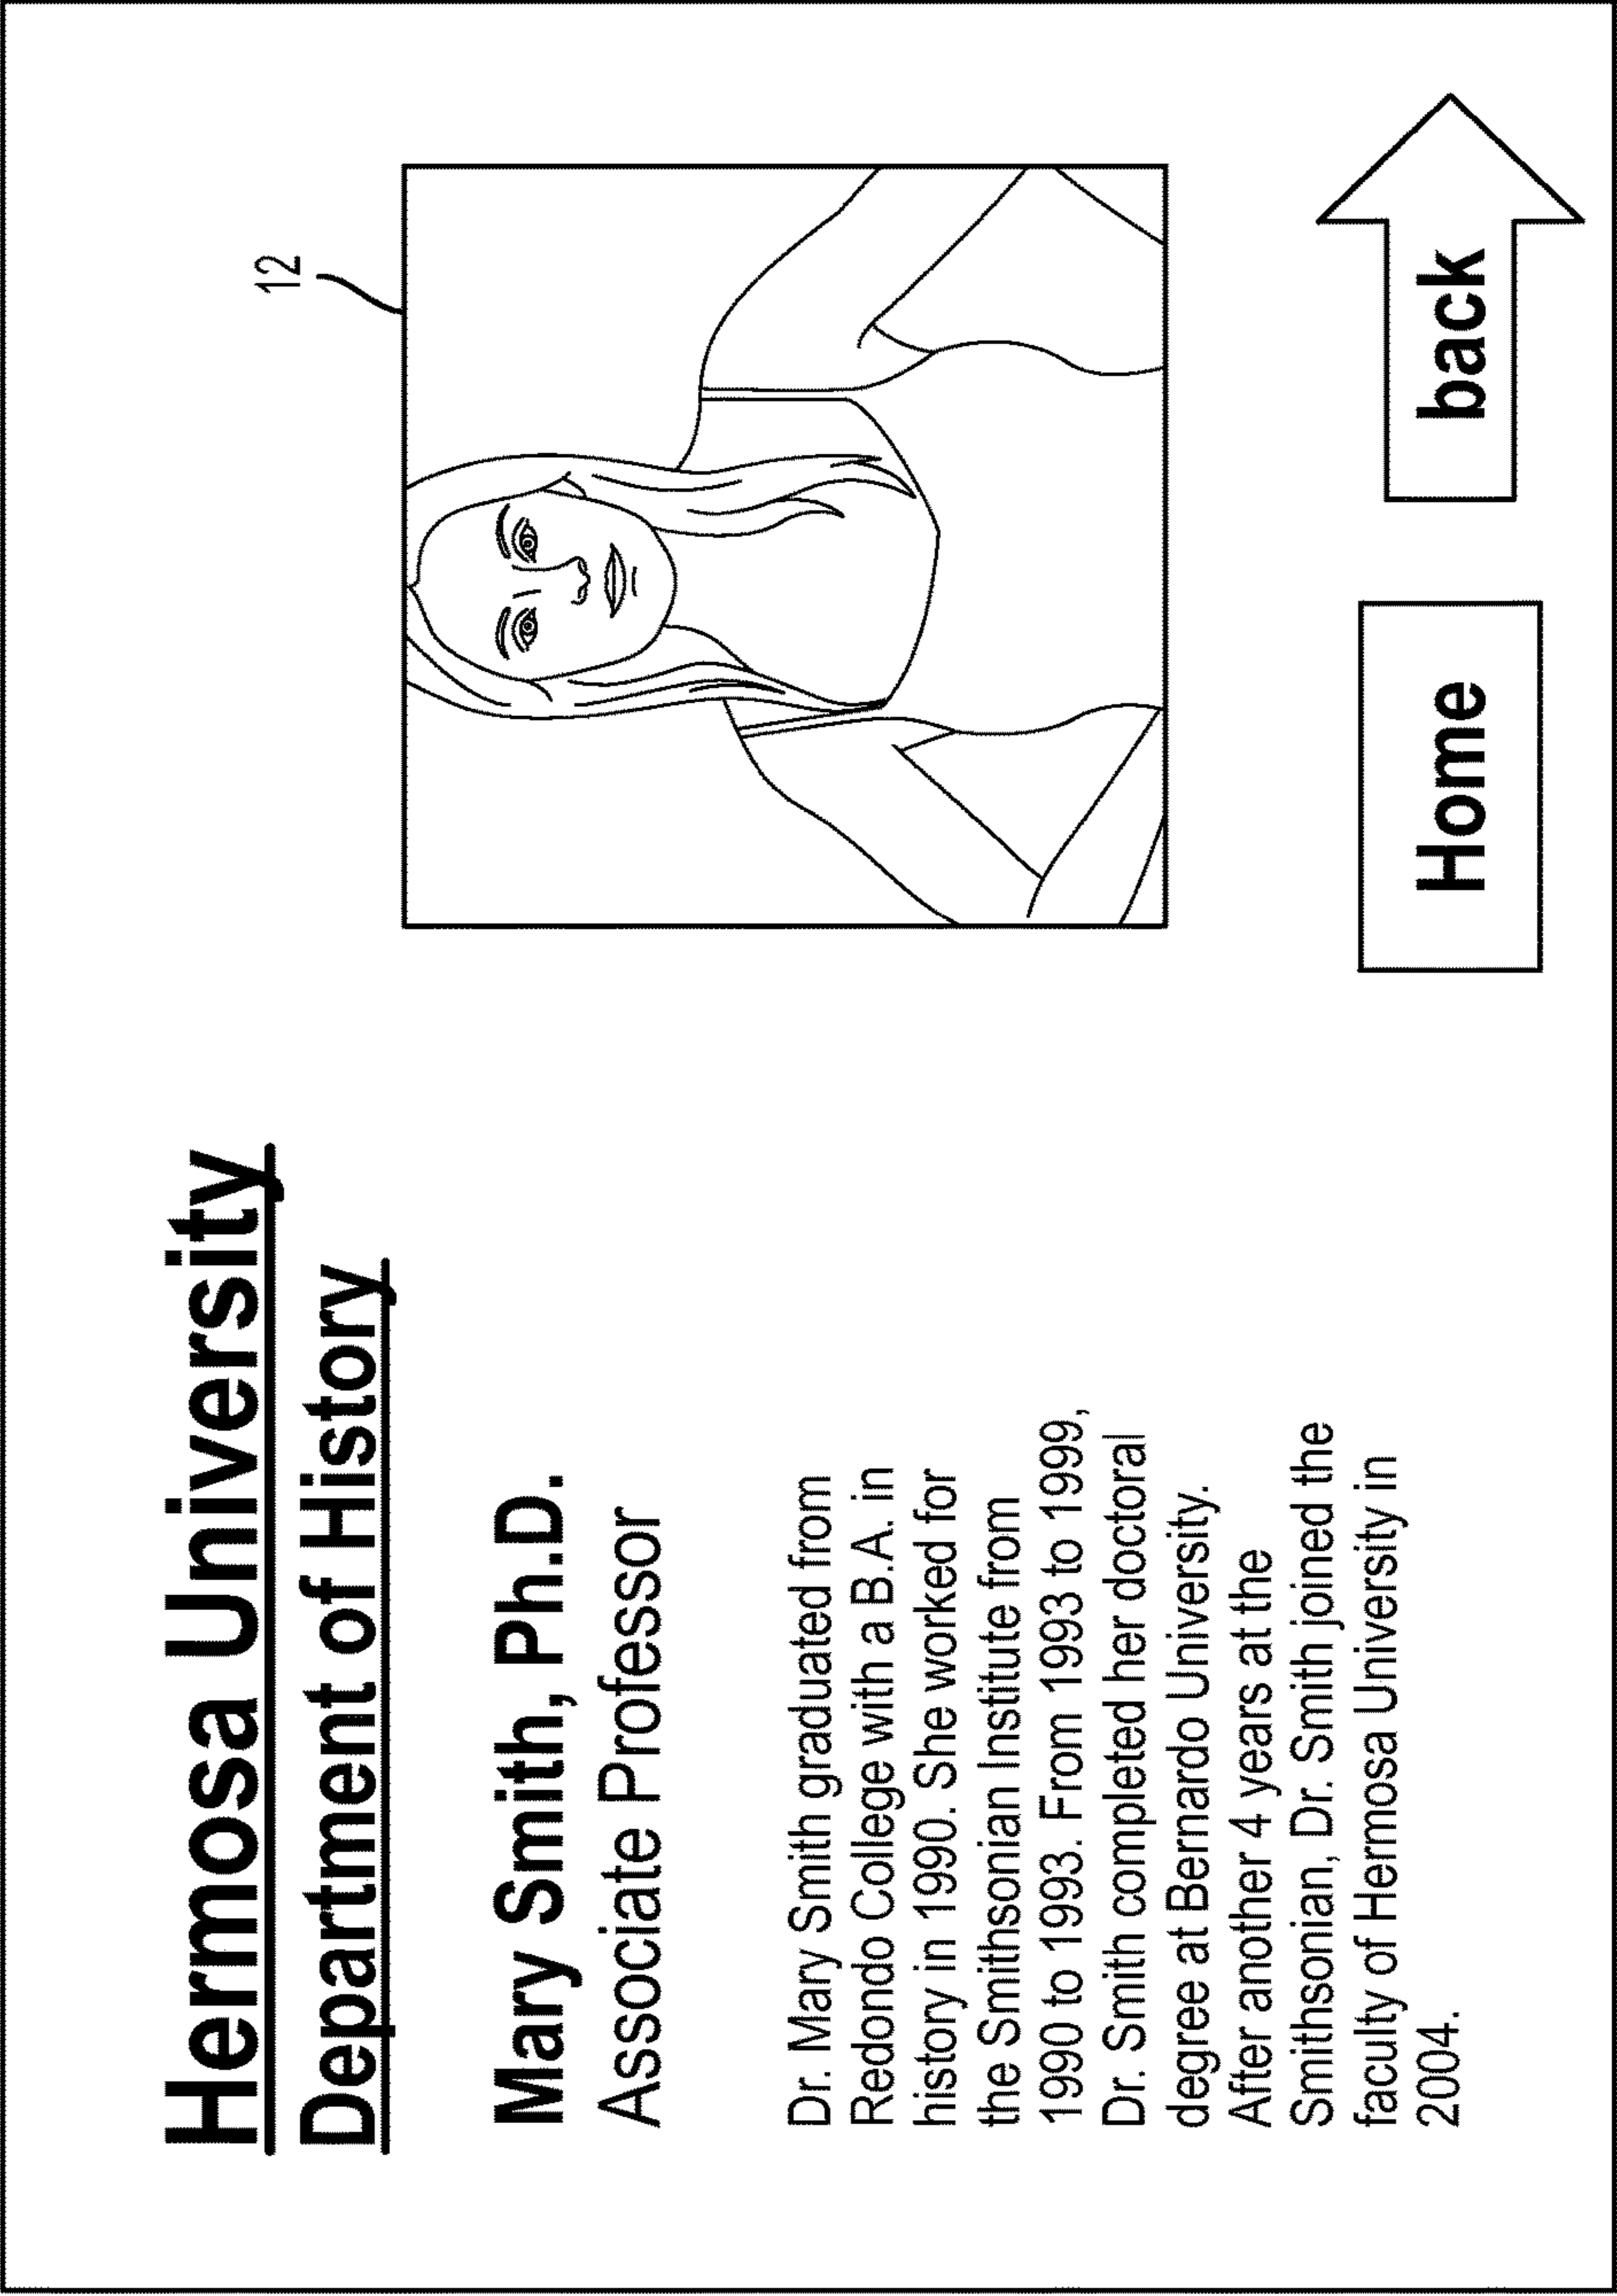 Hermosa University
Department of History
Mary Smith, Ph.D.
Associate Professor
Dr. Mary Smith graduated from
Redondo College with a B.A. in
history in 1990. She worked for
the Smithsonian Institute from
1990 to 1993. From 1993 to 1999,
Dr. Smith completed her doctoral
degree at Bernardo University.
After another 4 years at the
Smithsonian, Dr. Smith joined the
faculty of Hermosa University in
2004.
12
Home
back